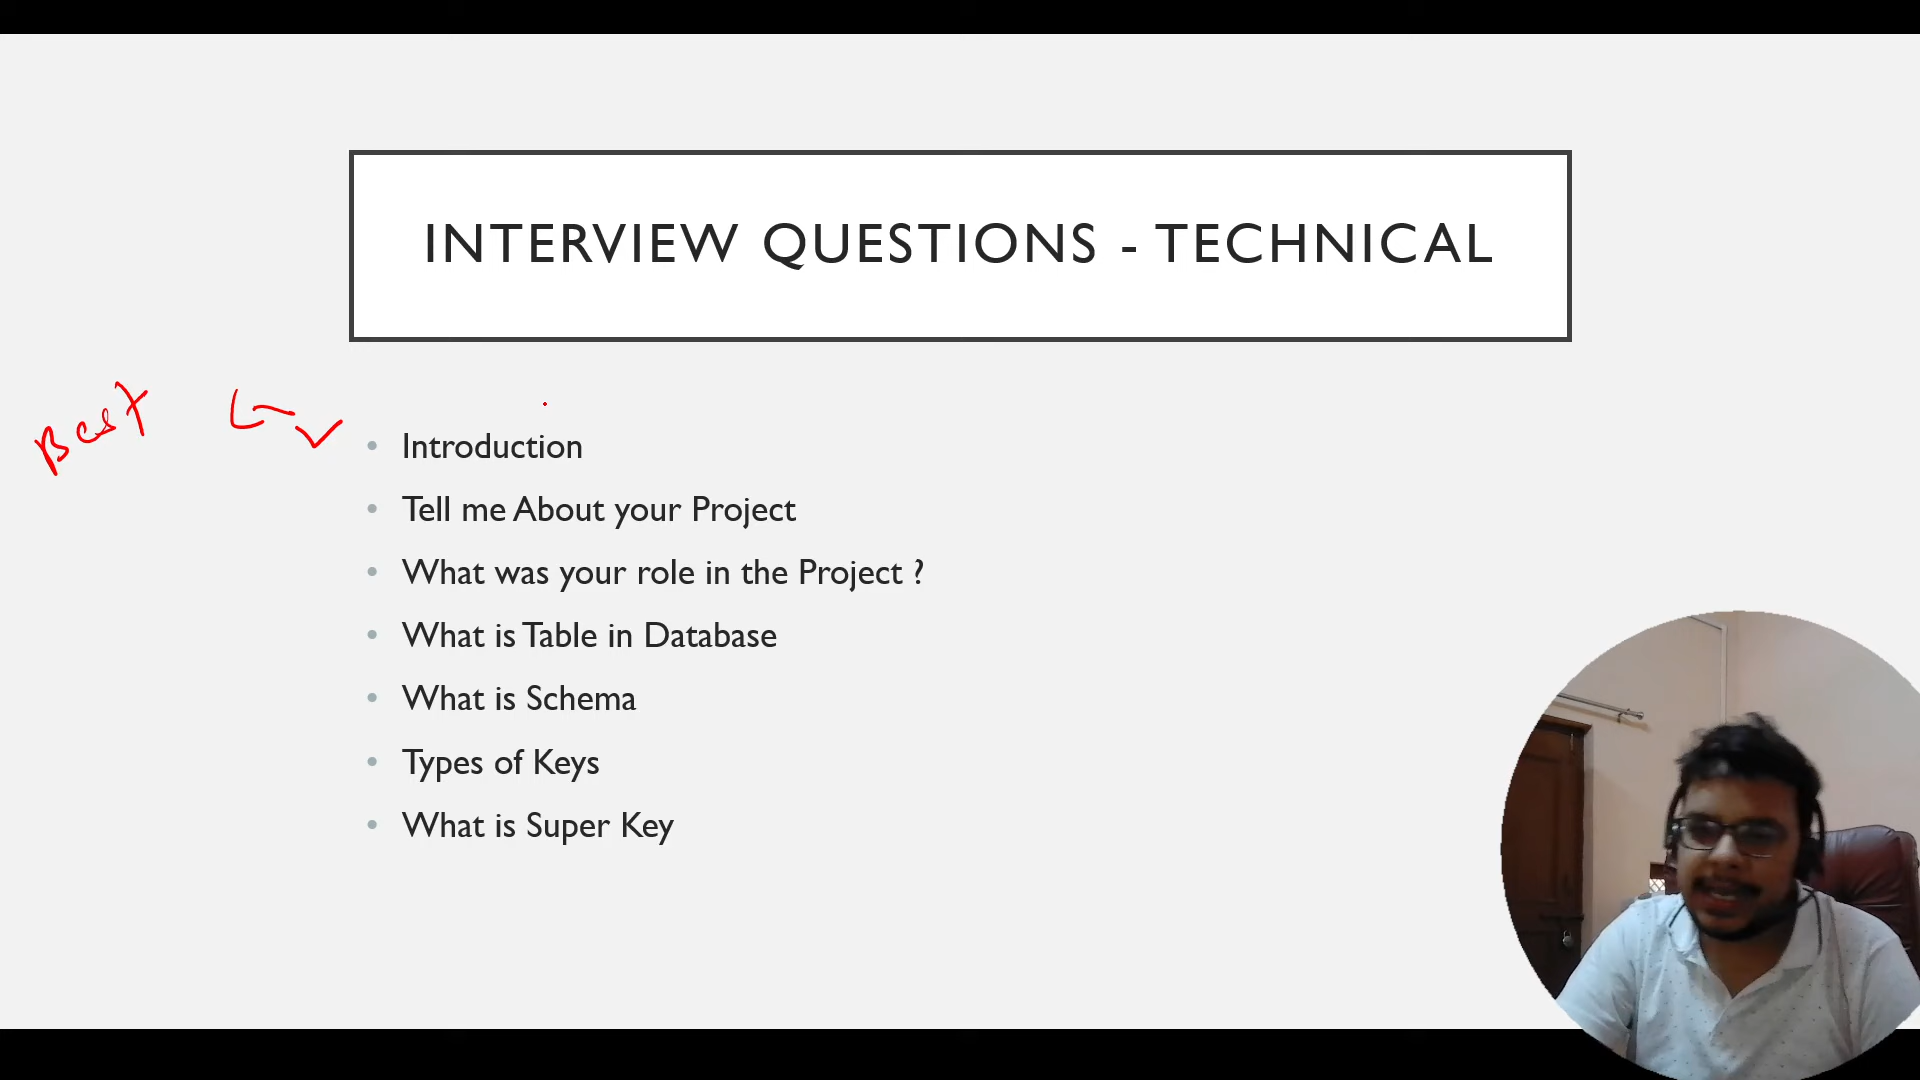 INTERVIEW QUESTIONS - TECHNICAL
Best
Introduction
Tell me About your Project
What was your role in the Project ?
What is Table in Database
What is Schema
Types of Keys
What is Super Key